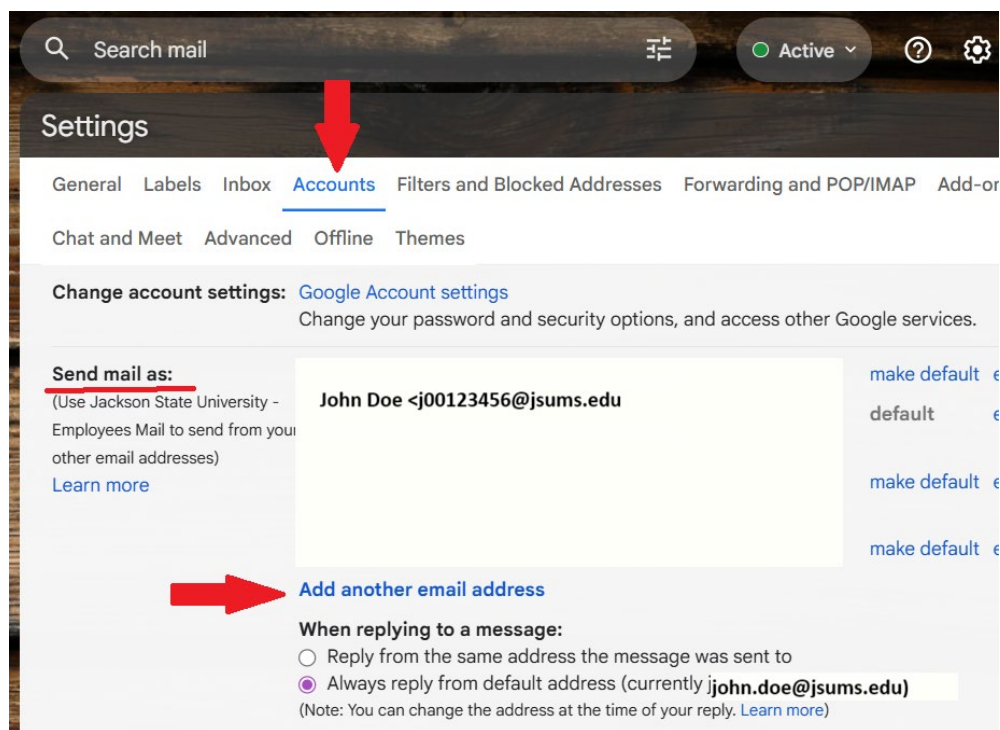 Search mail
Active
Settings
General Labels Inbox Accounts Filters and Blocked Addresses Forwarding and POP/IMAP Add-or
Chat and Meet Advanced Offline Themes
Change account settings: Google Account settings
Change your password and security options, and access other Google services.
Send mail as:
(Use Jackson State University -
Employees Mail to send from your
other email addresses)
Learn more
John Doe <j00123456@jsums.edu
make default e
default e
make default e
make default e
Add another email address
When replying to a message:
Reply from the same address the message was sent to
Always reply from default address (currently jjohn.doe@jsums.edu)
(Note: You can change the address at the time of your reply. Learn more)